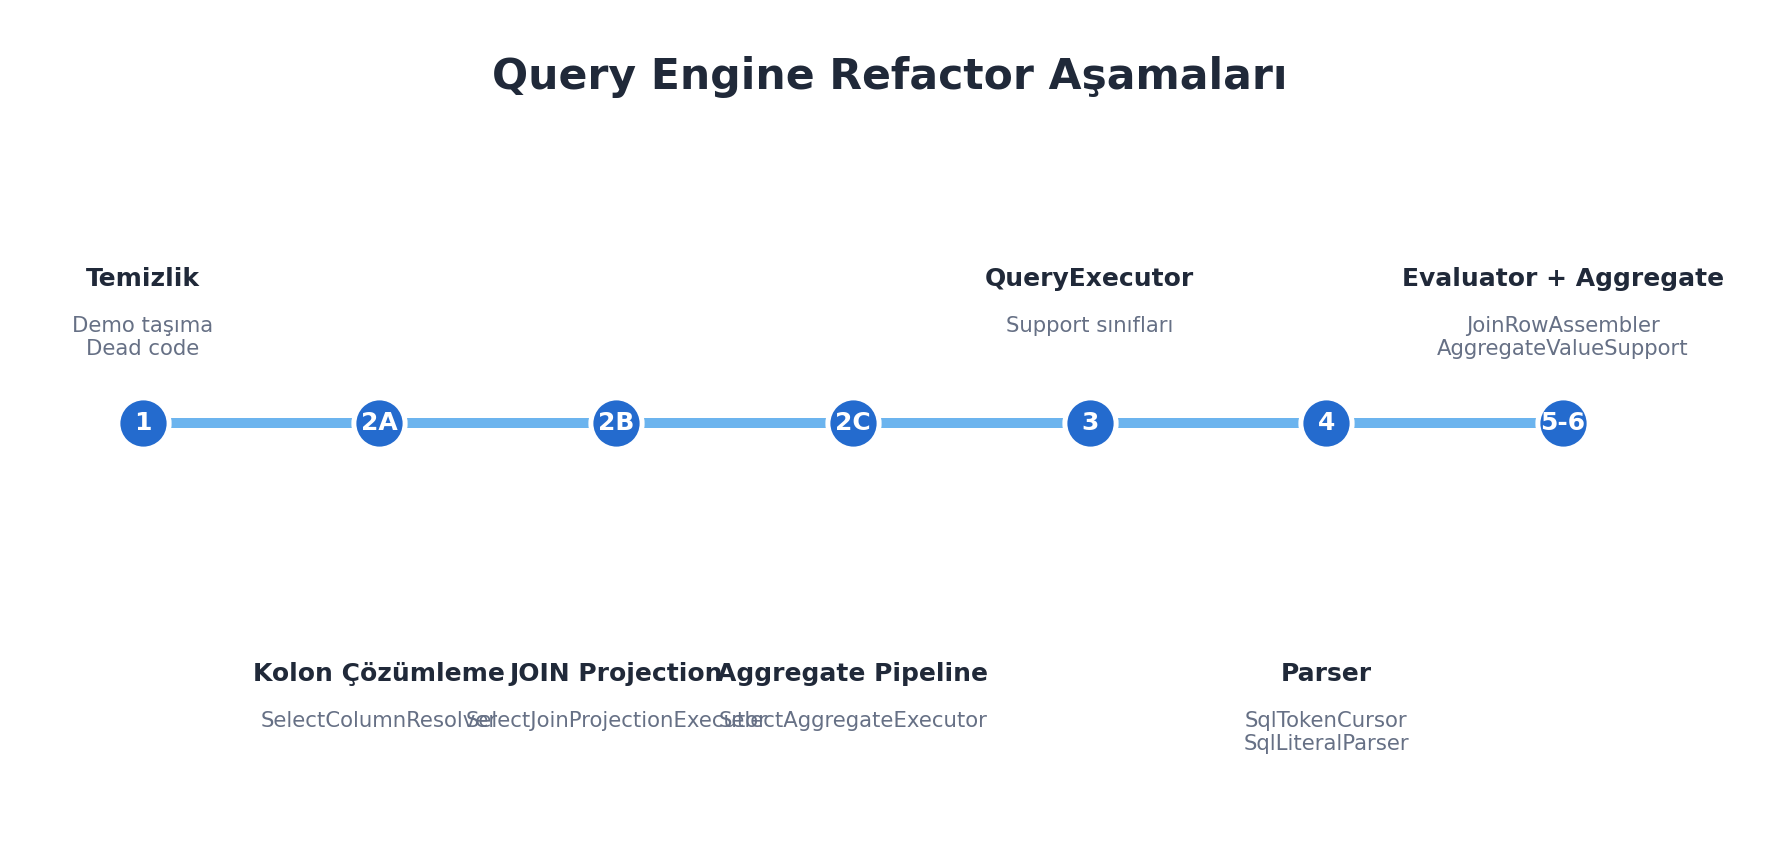 Query Engine Refactor Aşamaları
Temizlik
Demo taşıma
Dead code
QueryExecutor
Support sınıfları
Evaluator + Aggregate
JoinRowAssembler
AggregateValueSupport
1
2A
2B
2C
3
4
5-6
Kolon Çözümleme
SelectColumnResolver
JOIN Projection
SelectJoinProjectionExecutor
Aggregate Pipeline
SelectAggregateExecutor
Parser
SqlTokenCursor
SqlLiteralParser